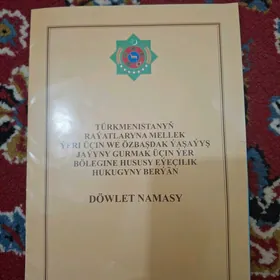 TÜRKMENISTANYŇ
RAÝATLARYNA MELLEK
ÝERI ÜÇIN WE ÖZBAŞDAK ÝAŞAÝYŞ
JAÝYNY GURMAK ÜÇIN ÝER
BÖLEGINE HUSUSY EÝEÇILIK
HUKUGYNY BERÝÄN
DÖWLET NAMASY